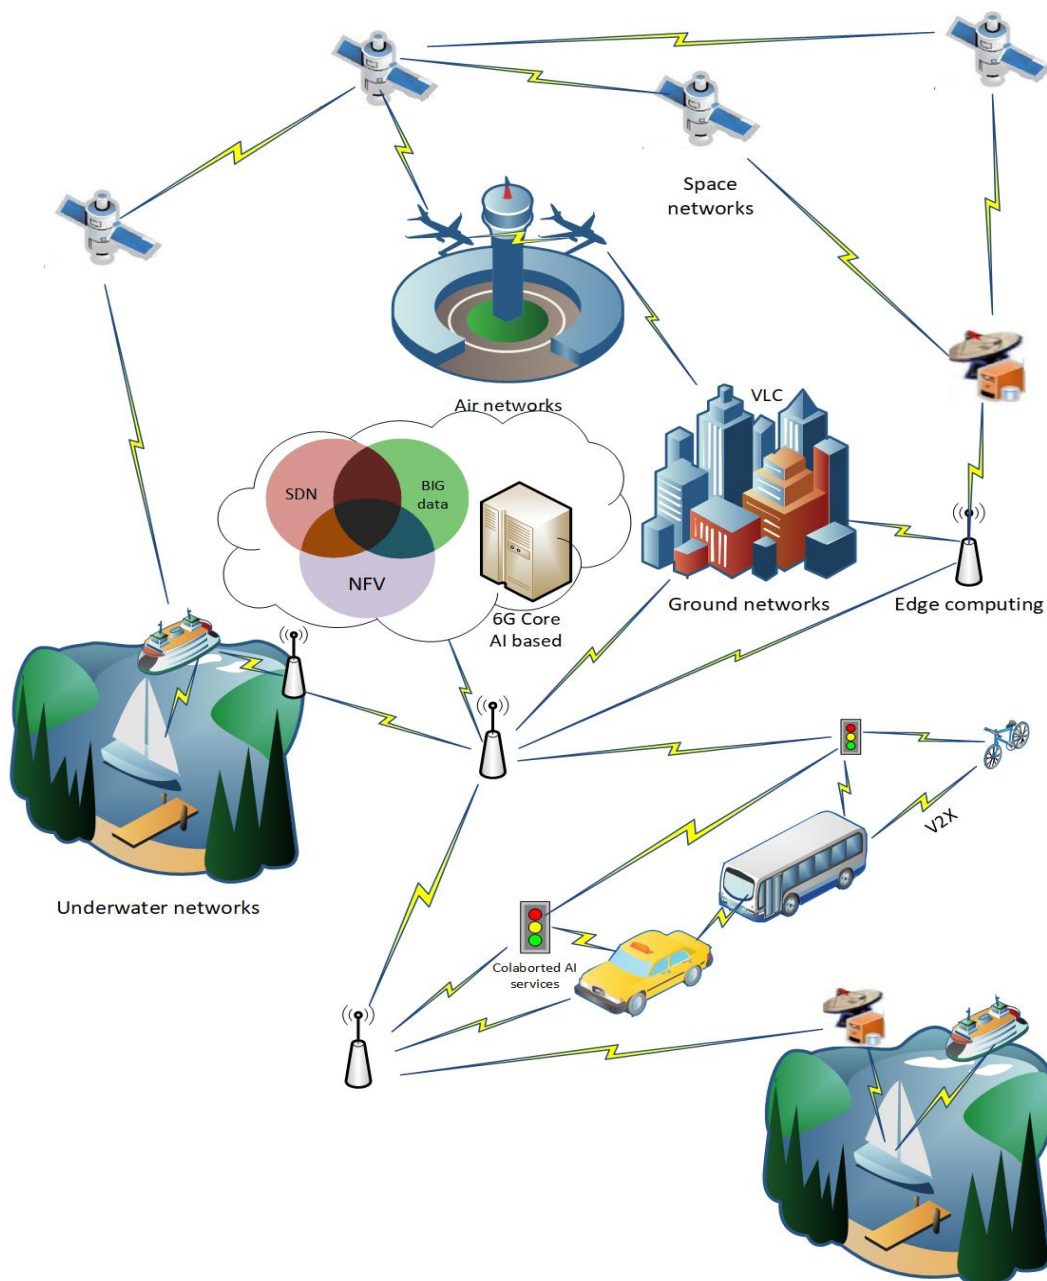 Space
networks
Air networks
VLC
SDN
BIG
data
NFV
6G Core
AI based
Ground networks
Edge computing
Underwater networks
V2X
Colaborted AI
services